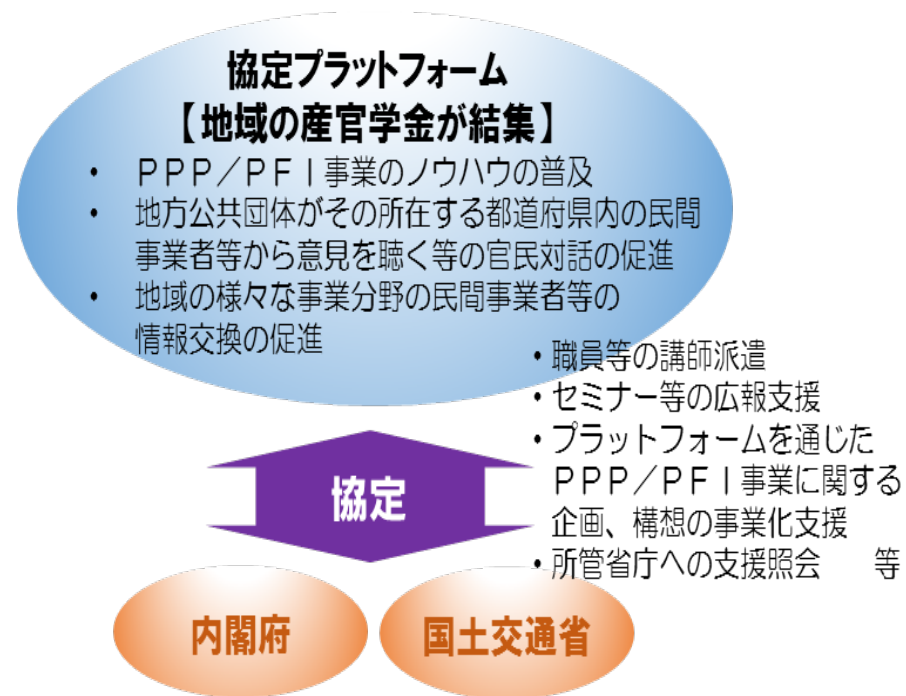 協定プラットフォーム
【地域の産官学金が結集】
• PPP/PFI事業のノウハウの普及
• 地方公共団体がその所在する都道府県内の民間
事業者等から意見を聴く等の官民対話の促進
• 地域の様々な事業分野の民間事業者等の
情報交換の促進
• 職員等の講師派遣
• セミナー等の広報支援
• プラットフォームを通じた
PPP/PFI事業に関する
企画、構想の事業化支援
• 所管省庁への支援照会　等
協定
内閣府
国土交通省